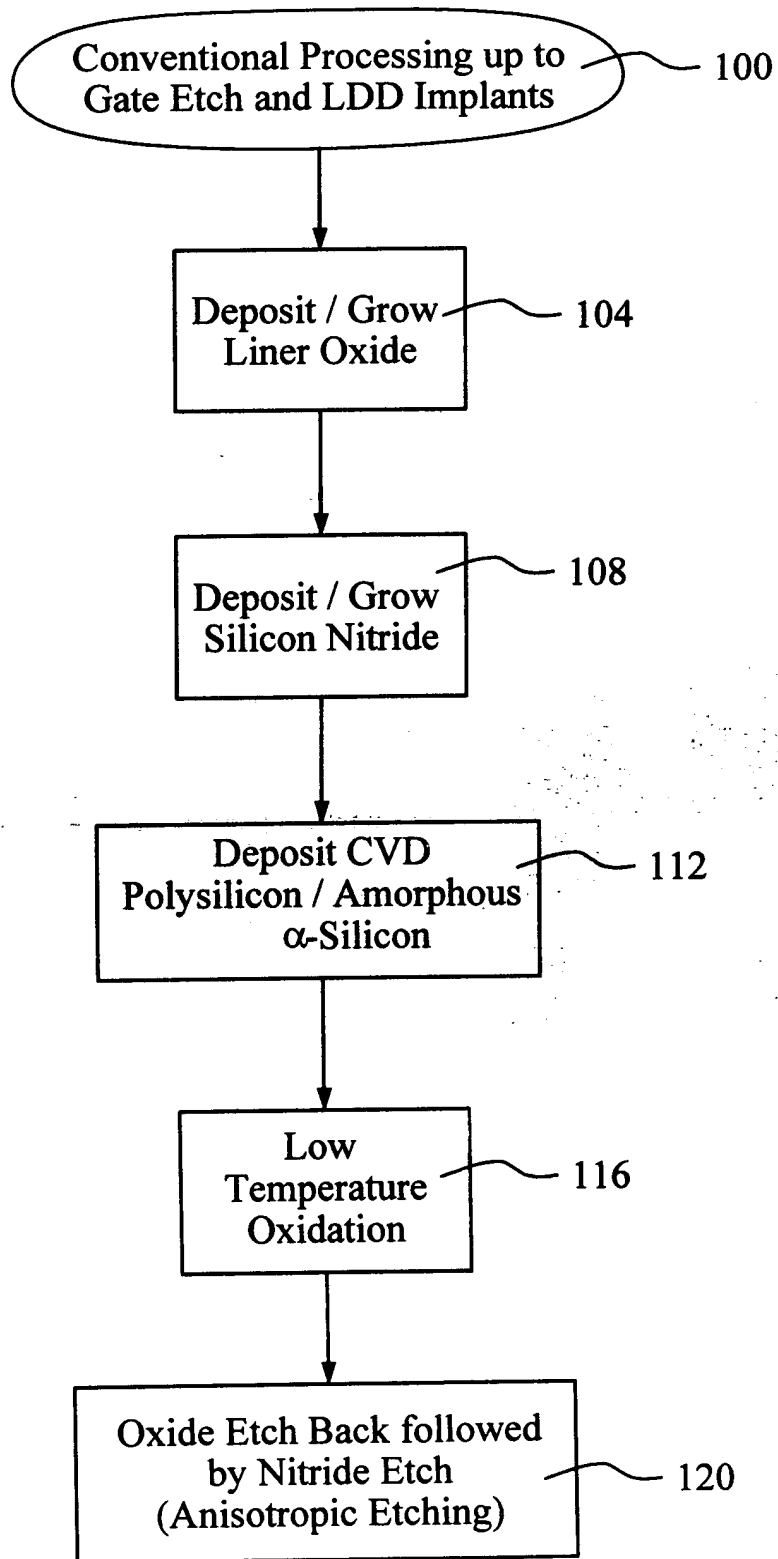 Conventional Processing up to
Gate Etch and LDD Implants
100
Deposit / Grow
Liner Oxide
104
Deposit / Grow
Silicon Nitride
108
Deposit CVD
Polysilicon / Amorphous
α-Silicon
112
Low
Temperature
Oxidation
116
Oxide Etch Back followed
by Nitride Etch
(Anisotropic Etching)
120